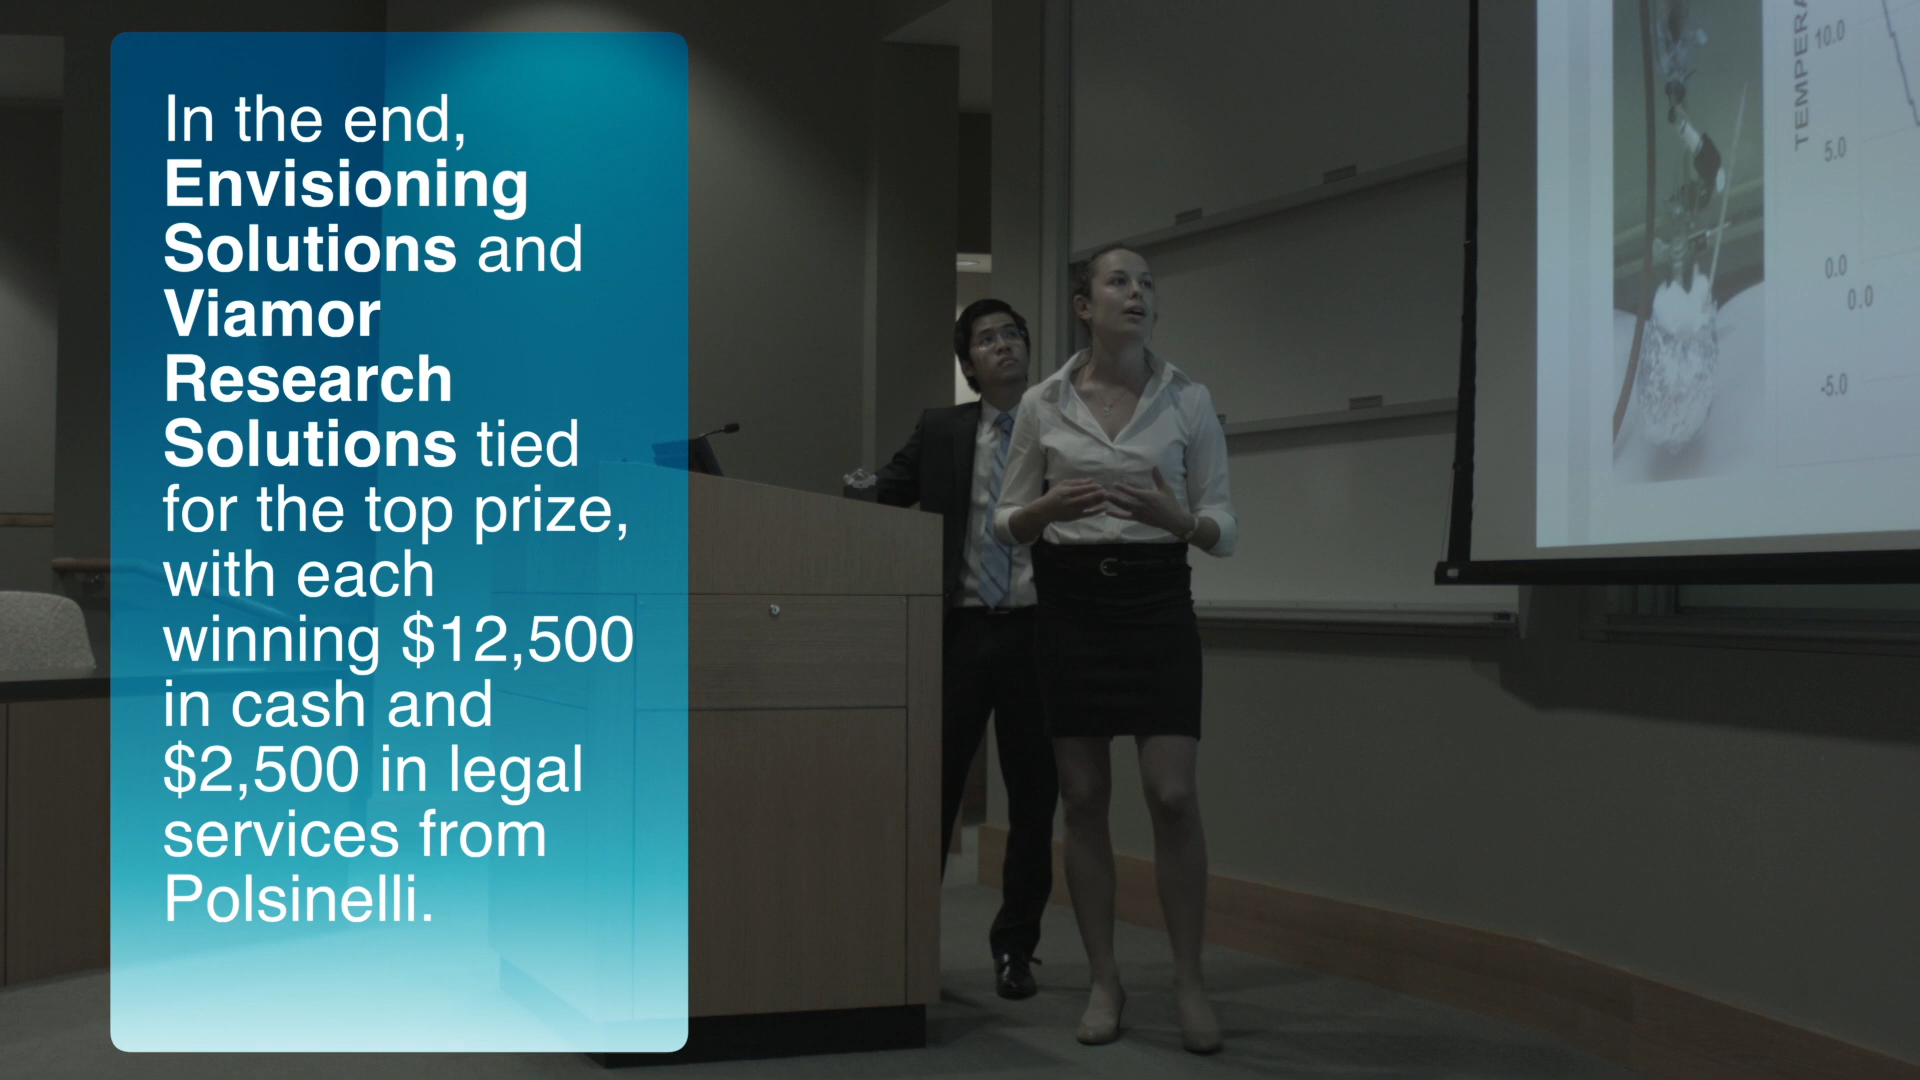 In the end,
Envisioning
Solutions and
Viamor
Research
Solutions tied
for the top prize,
with each
winning $12,500
in cash and
$2,500 in legal
services from
Polsinelli.
10.0
5.0
0.0
0.0
-5.0